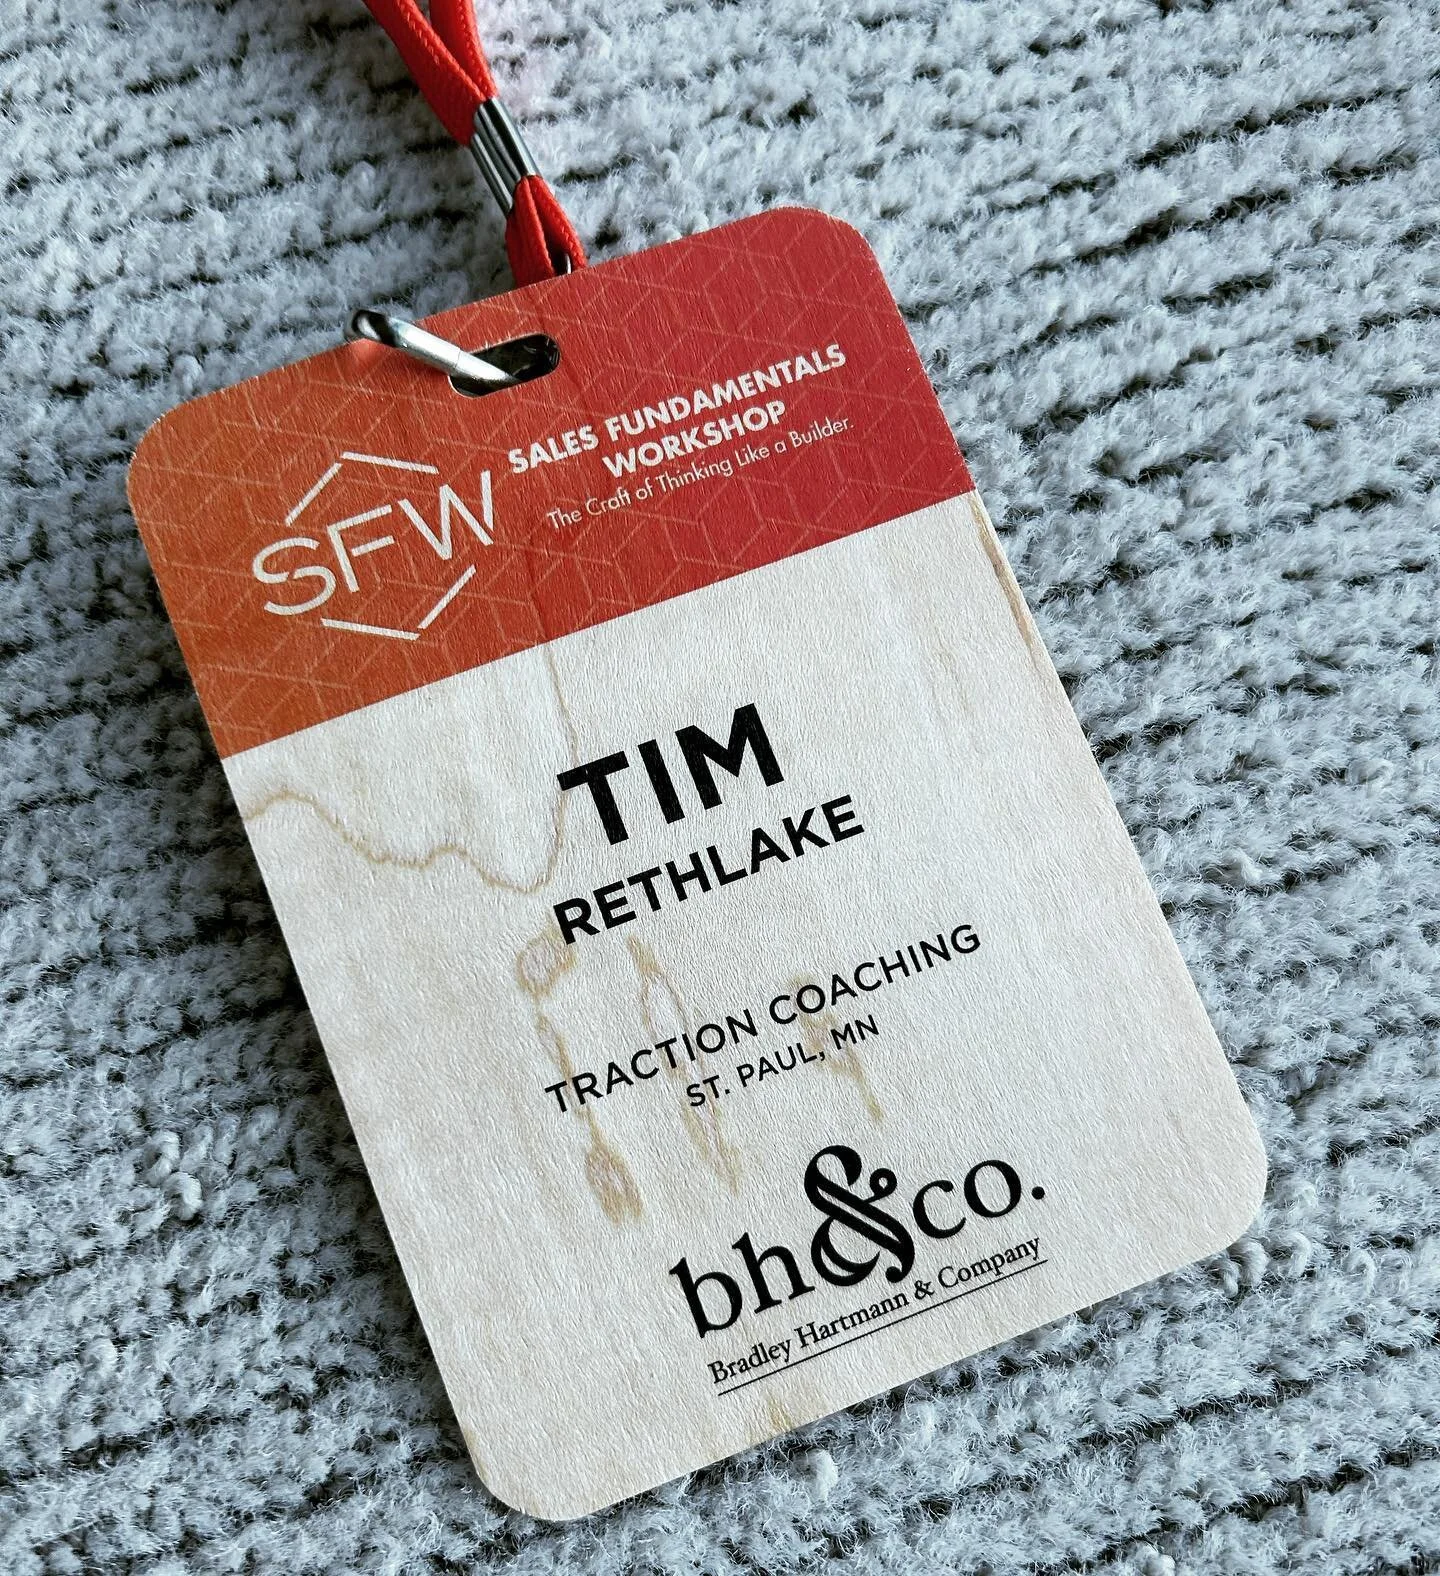 SFW
SALES FUNDAMENTALS
WORKSHOP
The Craft of Thinking Like a Builder.
TIM
RETHLAKE
TRACTION COACHING
ST. PAUL, MN
bh&co.
Bradley Hartmann & Company